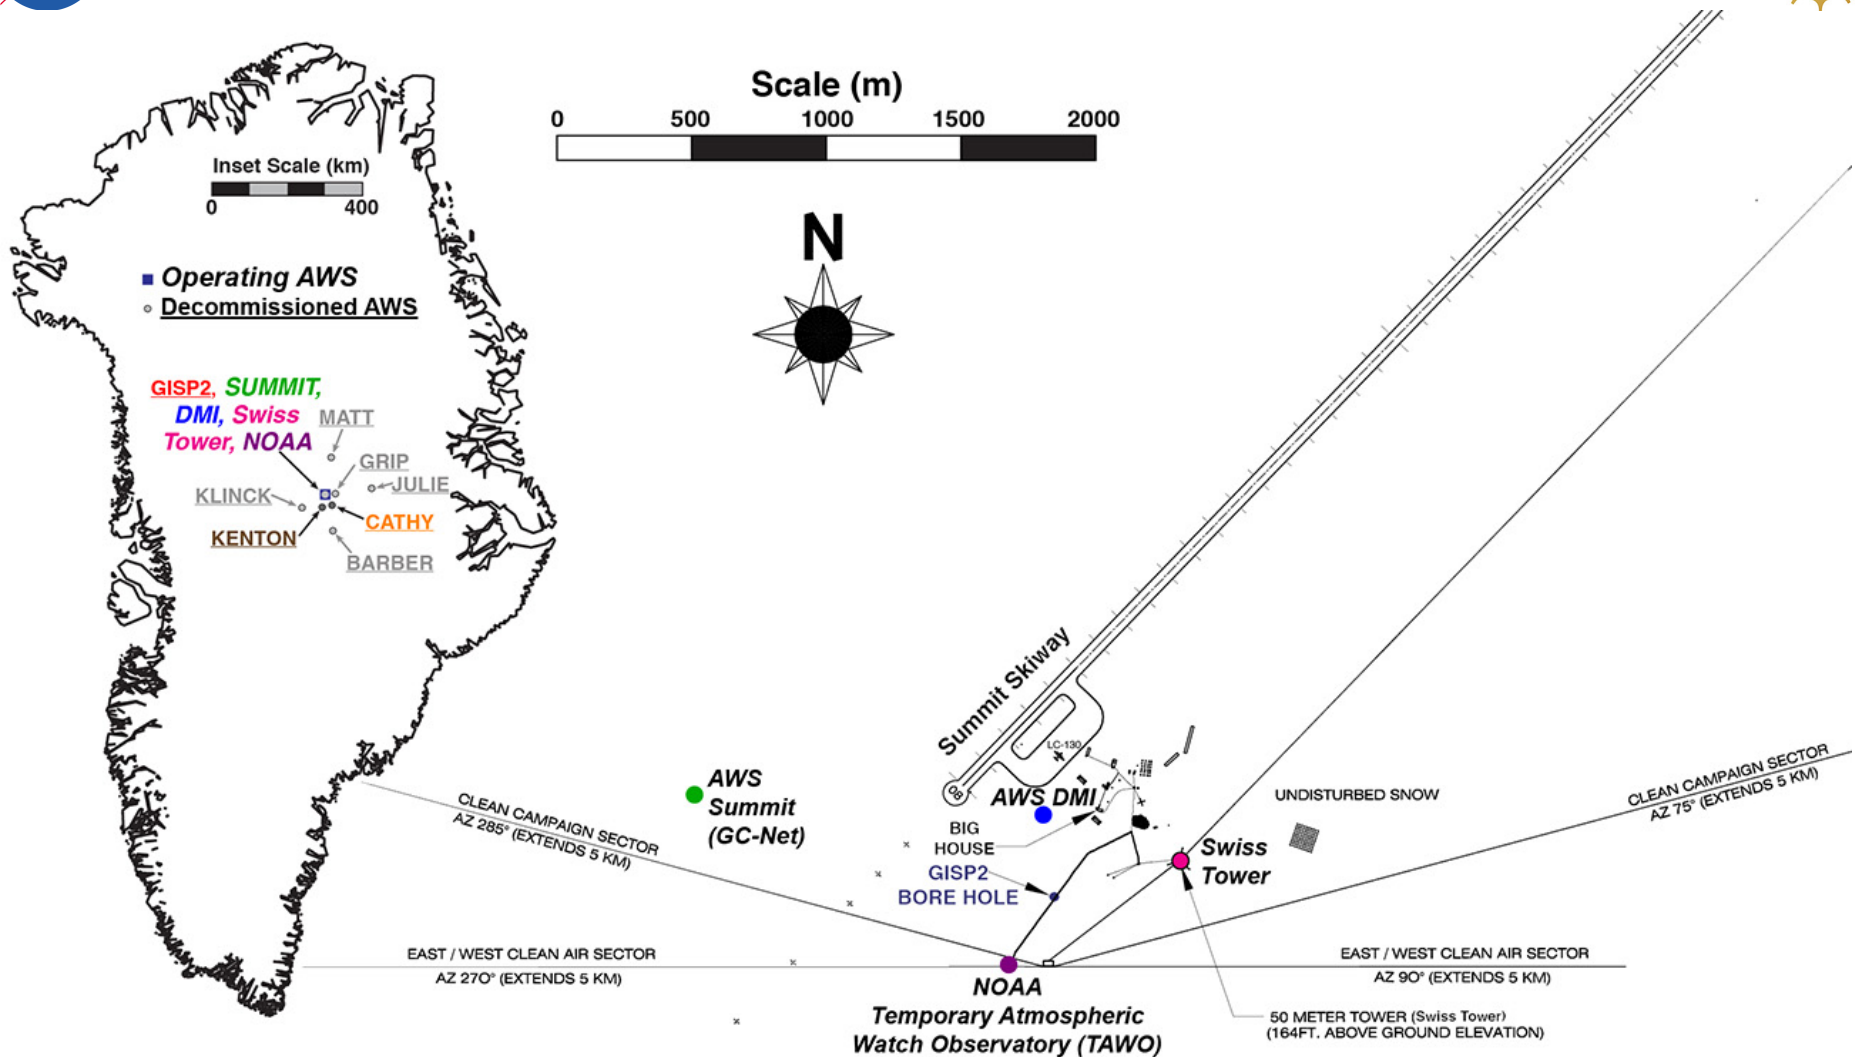 Scale (m)
0 500 1000 1500 2000
Inset Scale (km)
0 400
N
Operating AWS
Decommissioned AWS
GISP2, SUMMIT,
DMI, Swiss
Tower, NOAA
MATT
GRIP
JULIE
KLINCK
CATHY
KENTON
BARBER
Summit Skiway
LC-130
08
AWS
Summit
(GC-Net)
AWS DMI
BIG
HOUSE
GISP2
BORE HOLE
Swiss
Tower
UNDISTURBED SNOW
CLEAN CAMPAIGN SECTOR
AZ 75° (EXTENDS 5 KM)
CLEAN CAMPAIGN SECTOR
AZ 285° (EXTENDS 5 KM)
EAST / WEST CLEAN AIR SECTOR
AZ 270° (EXTENDS 5 KM)
EAST / WEST CLEAN AIR SECTOR
AZ 90° (EXTENDS 5 KM)
NOAA
Temporary Atmospheric
Watch Observatory (TAWO)
50 METER TOWER (Swiss Tower)
(164FT. ABOVE GROUND ELEVATION)